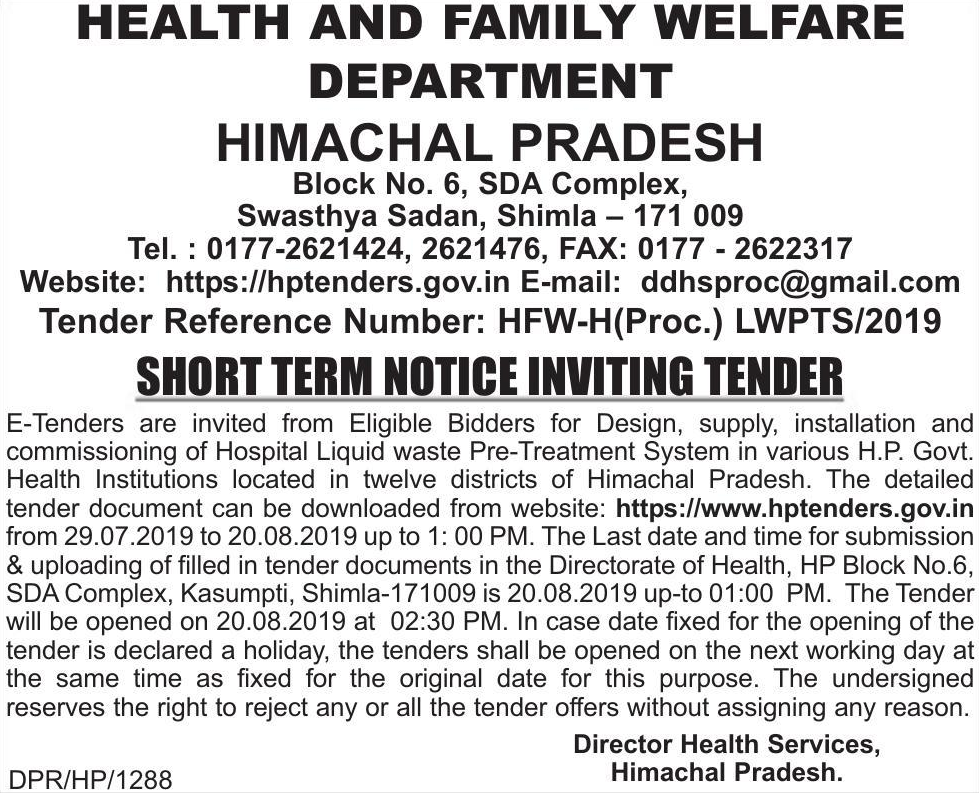 HEALTH AND FAMILY WELFARE
DEPARTMENT
HIMACHAL PRADESH
Block No. 6, SDA Complex,
Swasthya Sadan, Shimla – 171 009
Tel. : 0177-2621424, 2621476, FAX: 0177 - 2622317
Website: https://hptenders.gov.in E-mail: ddhsproc@gmail.com
Tender Reference Number: HFW-H(Proc.) LWPTS/2019
SHORT TERM NOTICE INVITING TENDER
E-Tenders are invited from Eligible Bidders for Design, supply, installation and
commissioning of Hospital Liquid waste Pre-Treatment System in various H.P. Govt.
Health Institutions located in twelve districts of Himachal Pradesh. The detailed
tender document can be downloaded from website: https://www.hptenders.gov.in
from 29.07.2019 to 20.08.2019 up to 1: 00 PM. The Last date and time for submission
& uploading of filled in tender documents in the Directorate of Health, HP Block No.6,
SDA Complex, Kasumpti, Shimla-171009 is 20.08.2019 up-to 01:00 PM. The Tender
will be opened on 20.08.2019 at 02:30 PM. In case date fixed for the opening of the
tender is declared a holiday, the tenders shall be opened on the next working day at
the same time as fixed for the original date for this purpose. The undersigned
reserves the right to reject any or all the tender offers without assigning any reason.
Director Health Services,
Himachal Pradesh.
DPR/HP/1288